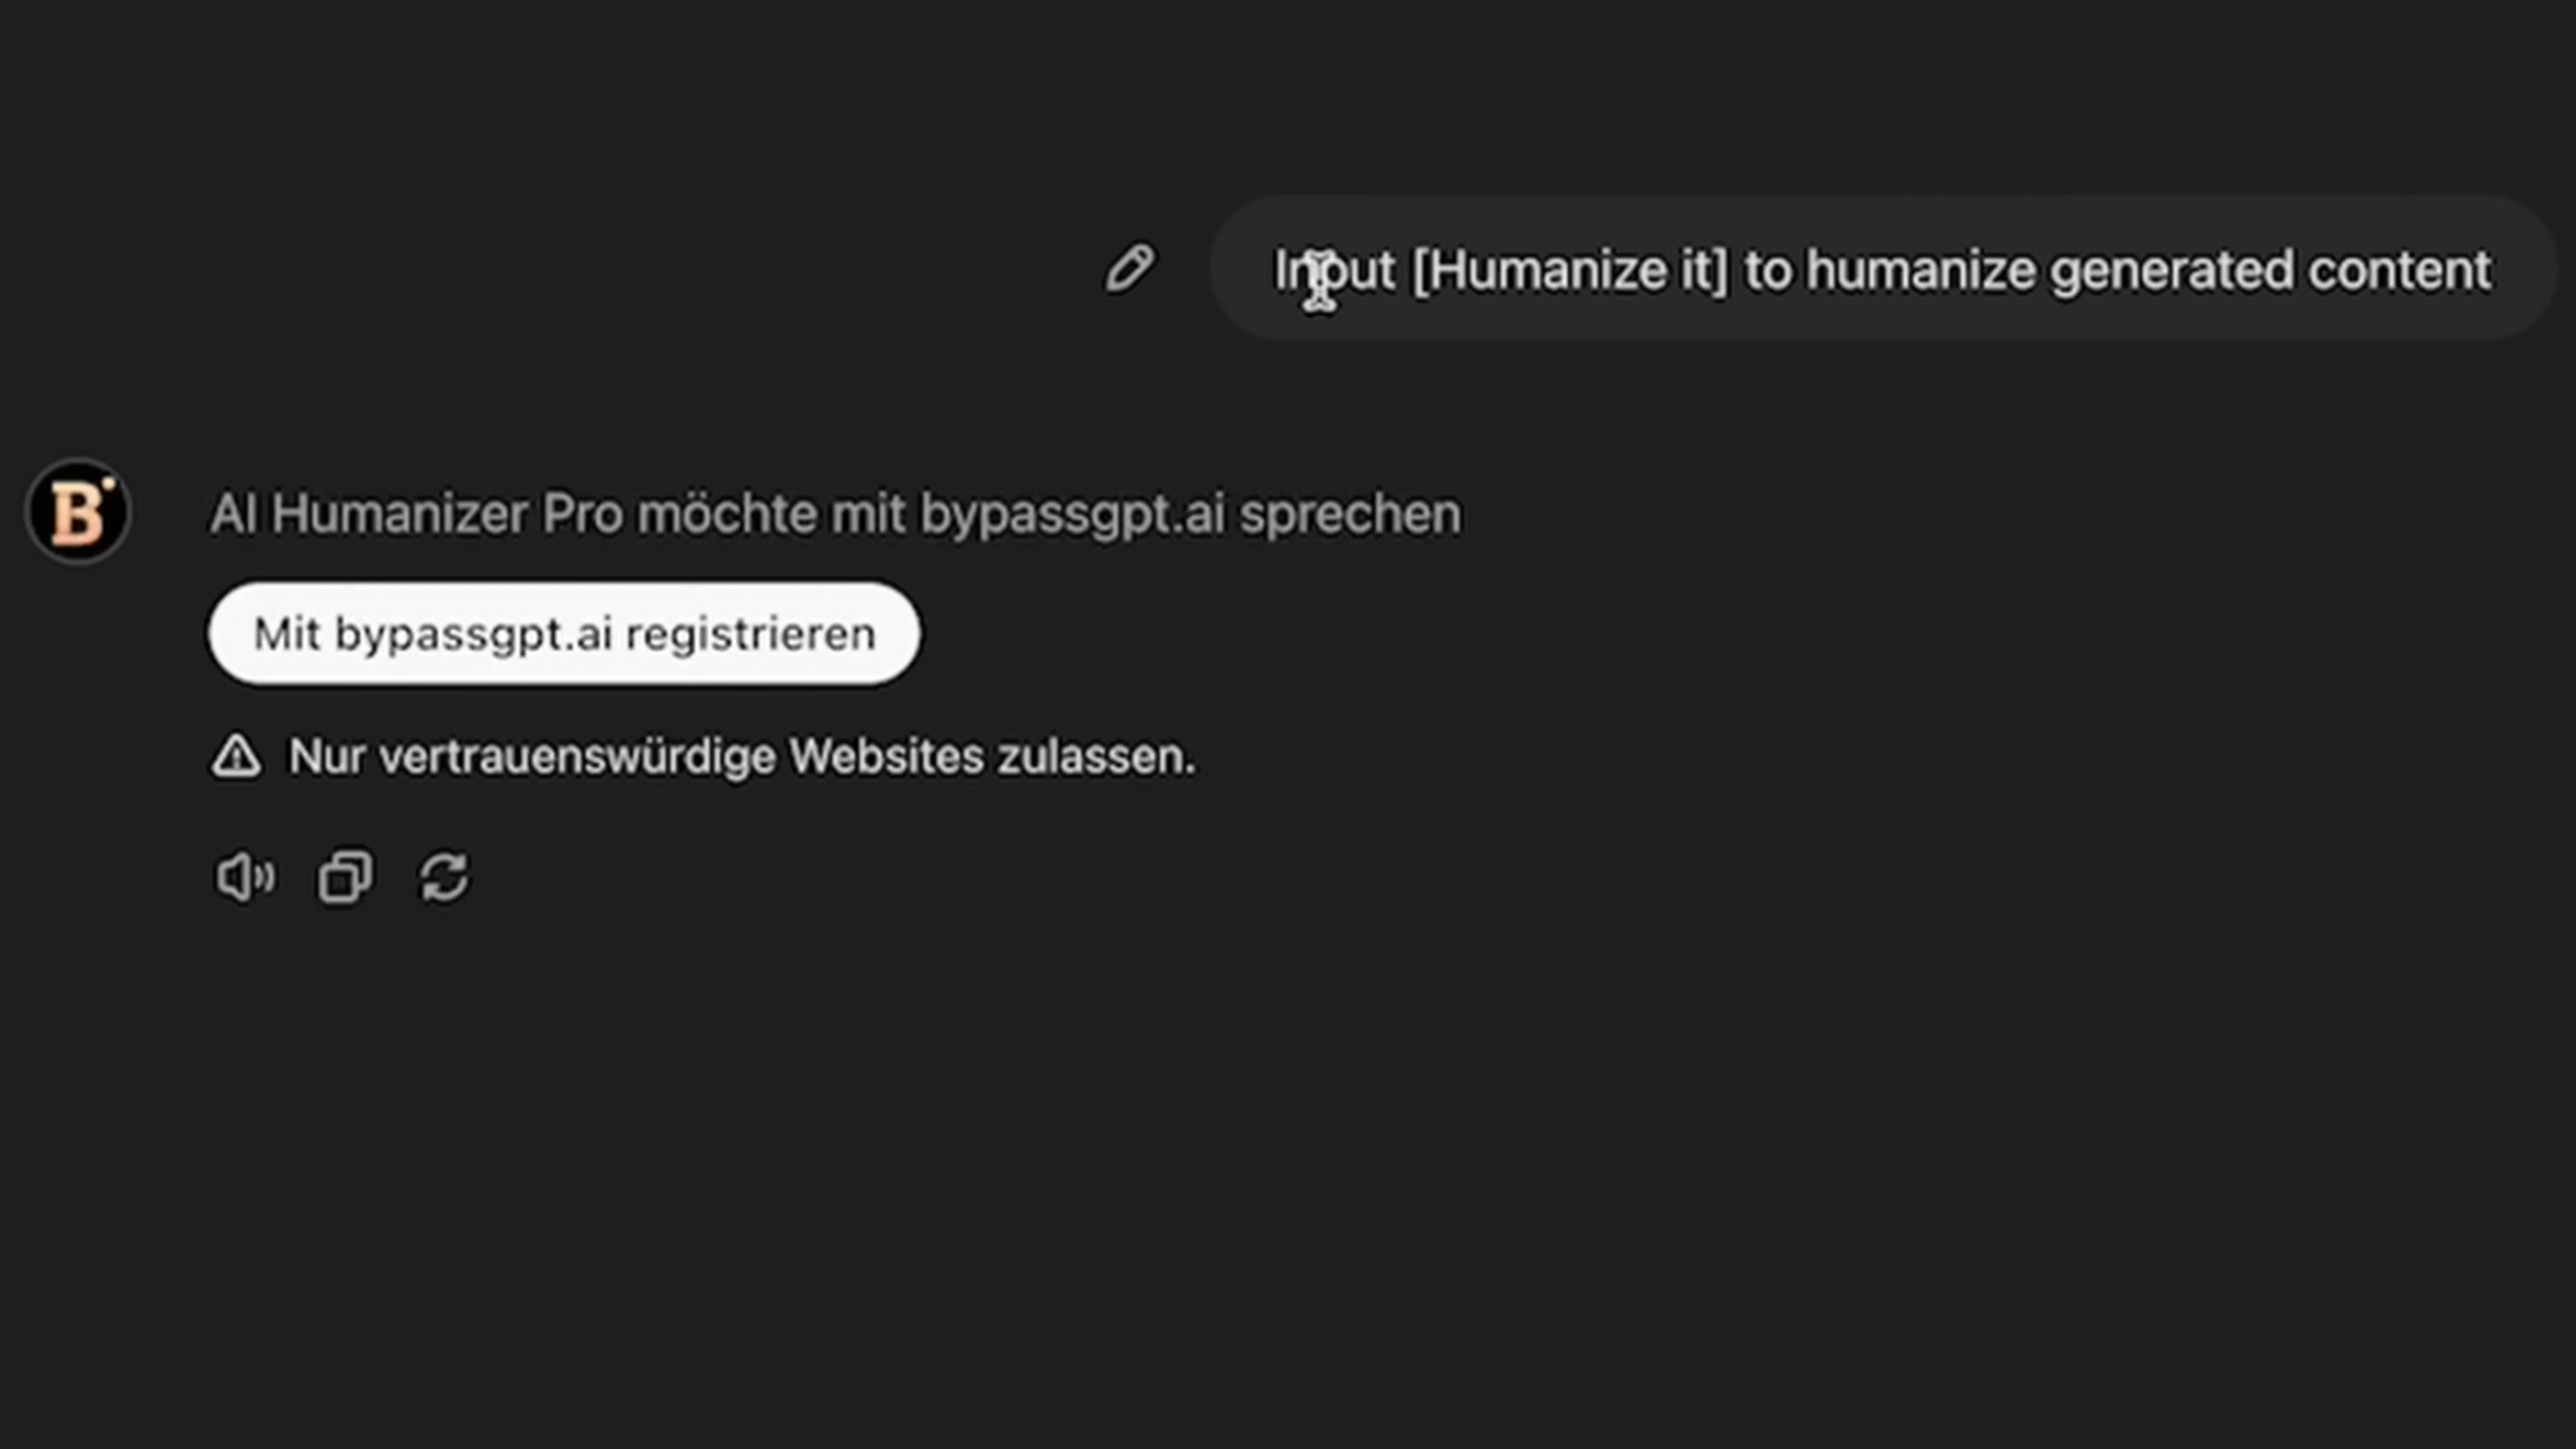 Input [Humanize it] to humanize generated content
B
AI Humanizer Pro möchte mit bypassgpt.ai sprechen
Mit bypassgpt.ai registrieren
Nur vertrauenswürdige Websites zulassen.